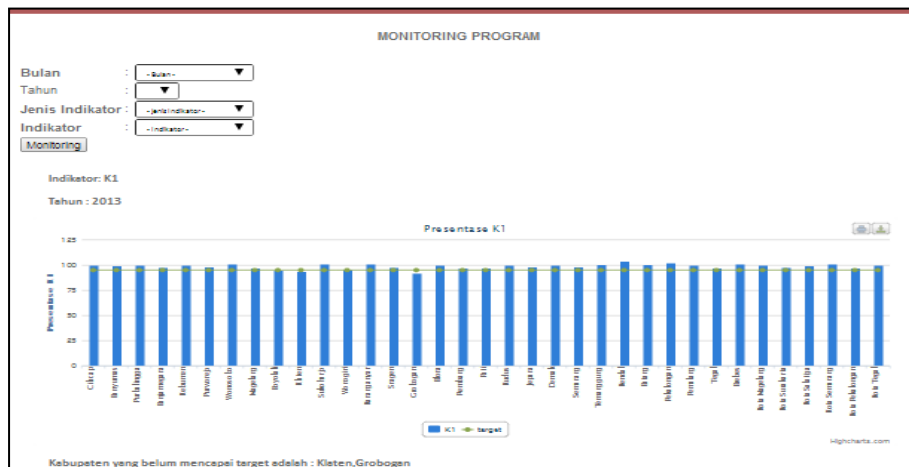 MONITORING PROGRAM
Bulan : -Bulan-
Tahun :
Jenis Indikator : -jenisindikator-
Indikator : -Indikator-
Monitoring
Indikator: K1
Tahun : 2013
Presentase K1
Presentase K1
125
100
75
50
25
0
Cilacap
Banyumas
Purbalingga
Banjarnegara
Kebumen
Purworejo
Wonosobo
Magelang
Boyolali
Klaten
Sukoharjo
Wonogiri
Karanganyar
Sragen
Grobogan
Blora
Rembang
Pati
Kudus
Jepara
Demak
Semarang
Temanggung
Kendal
Batang
Pekalongan
Pemalang
Tegal
Brebes
Kota Magelang
Kota Surakarta
Kota Salatiga
Kota Semarang
Kota Pekalongan
Kota Tegal
K1 target
Highcharts.com
Kabupaten yang belum mencapai target adalah : Klaten,Grobogan